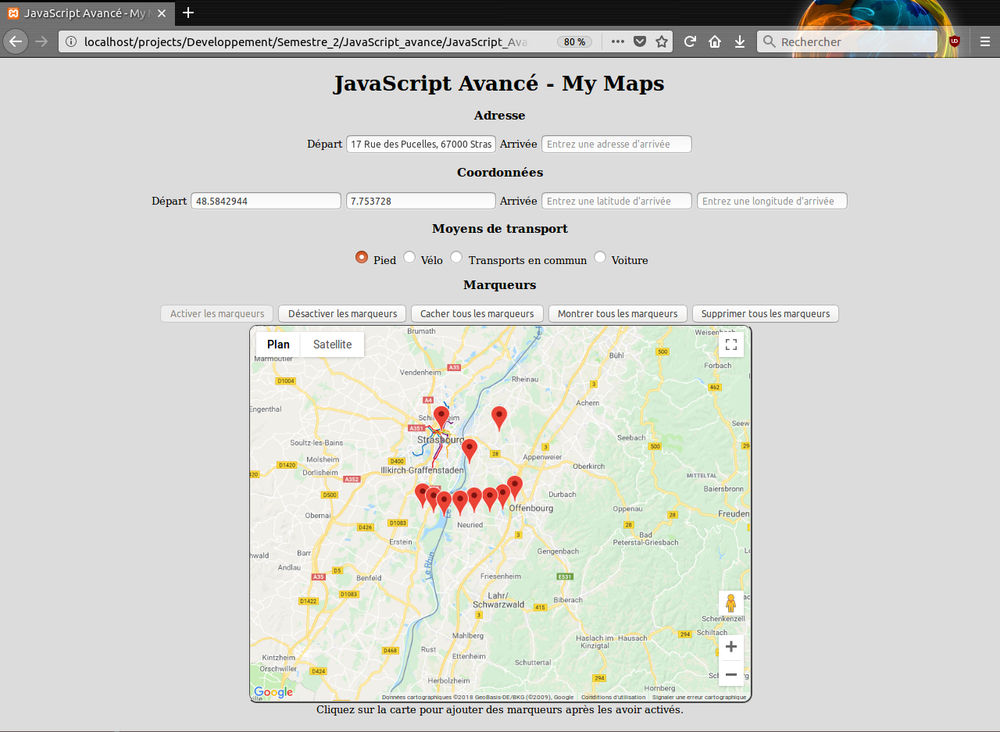 JavaScript Avancé - My M
localhost/projects/Developpement/Semestre_2/JavaScript_avance/JavaScript_Ava
80 %
Rechercher
JavaScript Avancé - My Maps
Adresse
Départ 17 Rue des Pucelles, 67000 Stras Arrivée Entrez une adresse d'arrivée
Coordonnées
Départ 48.5842944 7.753728 Arrivée Entrez une latitude d'arrivée Entrez une longitude d'arrivée
Moyens de transport
Pied Vélo Transports en commun Voiture
Marqueurs
Activer les marqueurs Désactiver les marqueurs Cacher tous les marqueurs Montrer tous les marqueurs Supprimer tous les marqueurs
Plan Satellite
Brumath
Weisenbach
Marmoutier
Bühl
500
Forbach
A35
Vendenheim
Rheinau
D1004
3
462
A4
Achern
Engenthal
A351
Strasbourg
Seebach
Soultz-les-Bains
28
3
500
Appenweier
Molsheim
D400
D1420
Dorlisheim
Illkirch-Graffenstaden
Oberkirch
A352
MITTELTAL
Baiersbronn
D500
Durbach
Obernai
Offenbourg
Oppenau
28
Freuden
D1083
Neuried
D426
28
Erstein
3
Bad
Peterstal-Griesbach
Barr
Gengenbach
Andlau
Le Rhin
D5
A35
Benfeld
Friesenheim
E531
D1083
Lahr/
Schwarzwald
Biberach
D1422
415
3
Schenkenzell
Schiltach
294
Mahlberg
Haslach im
Kinzigtal
Hausach
D468
Rust
Ettenheim
Kintzheim
Orschwiller
D424
Schuttertal
294
Herbolzheim
Hornberg
Google
Données cartographiques ©2018 GeoBasis-DE/BKG (©2009), Google Conditions d'utilisation Signaler une erreur cartographique
Cliquez sur la carte pour ajouter des marqueurs après les avoir activés.